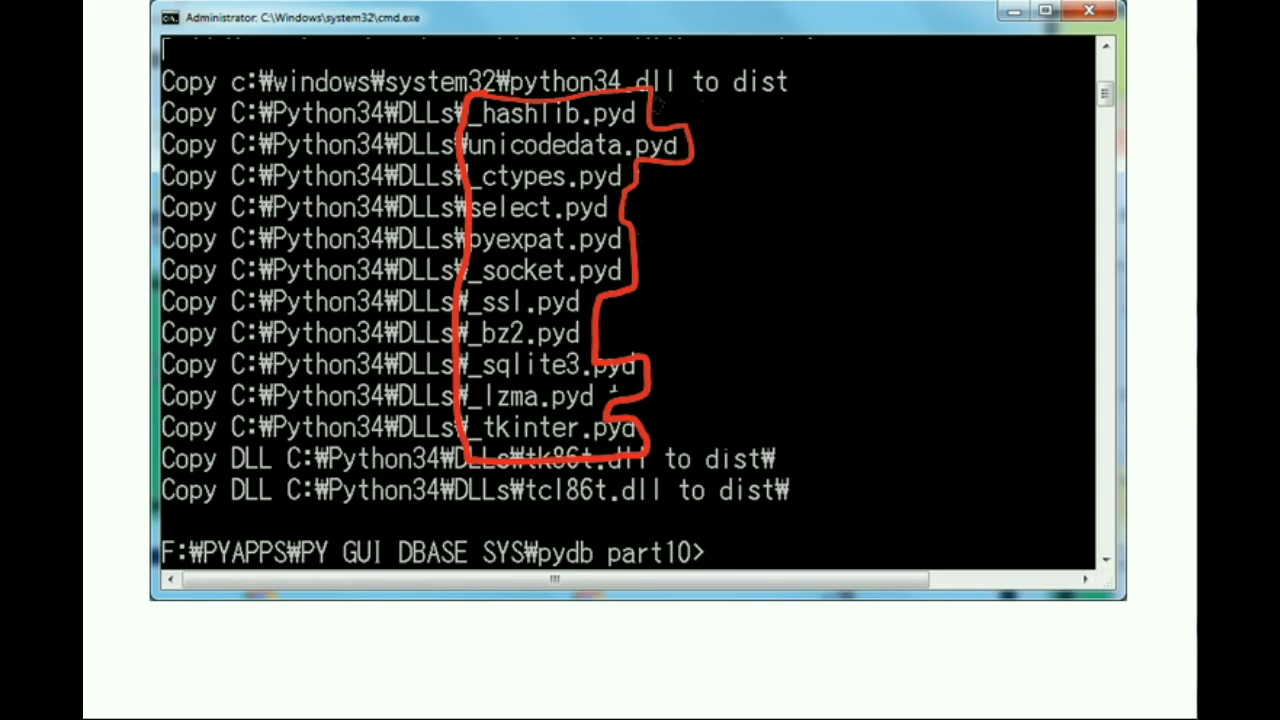 Administrator: C:\Windows\system32\cmd.exe
Copy c:₩windows₩system32₩python34.dll to dist
Copy C:₩Python34₩DLLs₩_hashlib.pyd
Copy C:₩Python34₩DLLs₩unicodedata.pyd
Copy C:₩Python34₩DLLs₩_ctypes.pyd
Copy C:₩Python34₩DLLs₩select.pyd
Copy C:₩Python34₩DLLs₩pyexpat.pyd
Copy C:₩Python34₩DLLs₩_socket.pyd
Copy C:₩Python34₩DLLs₩_ssl.pyd
Copy C:₩Python34₩DLLs₩_bz2.pyd
Copy C:₩Python34₩DLLs₩_sqlite3.pyd
Copy C:₩Python34₩DLLs₩_lzma.pyd
Copy C:₩Python34₩DLLs₩_tkinter.pyd
Copy DLL C:₩Python34₩DLLs₩tk86t.dll to dist₩
Copy DLL C:₩Python34₩DLLs₩tcl86t.dll to dist₩
F:₩PYAPPS₩PY GUI DBASE SYS₩pydb part10>